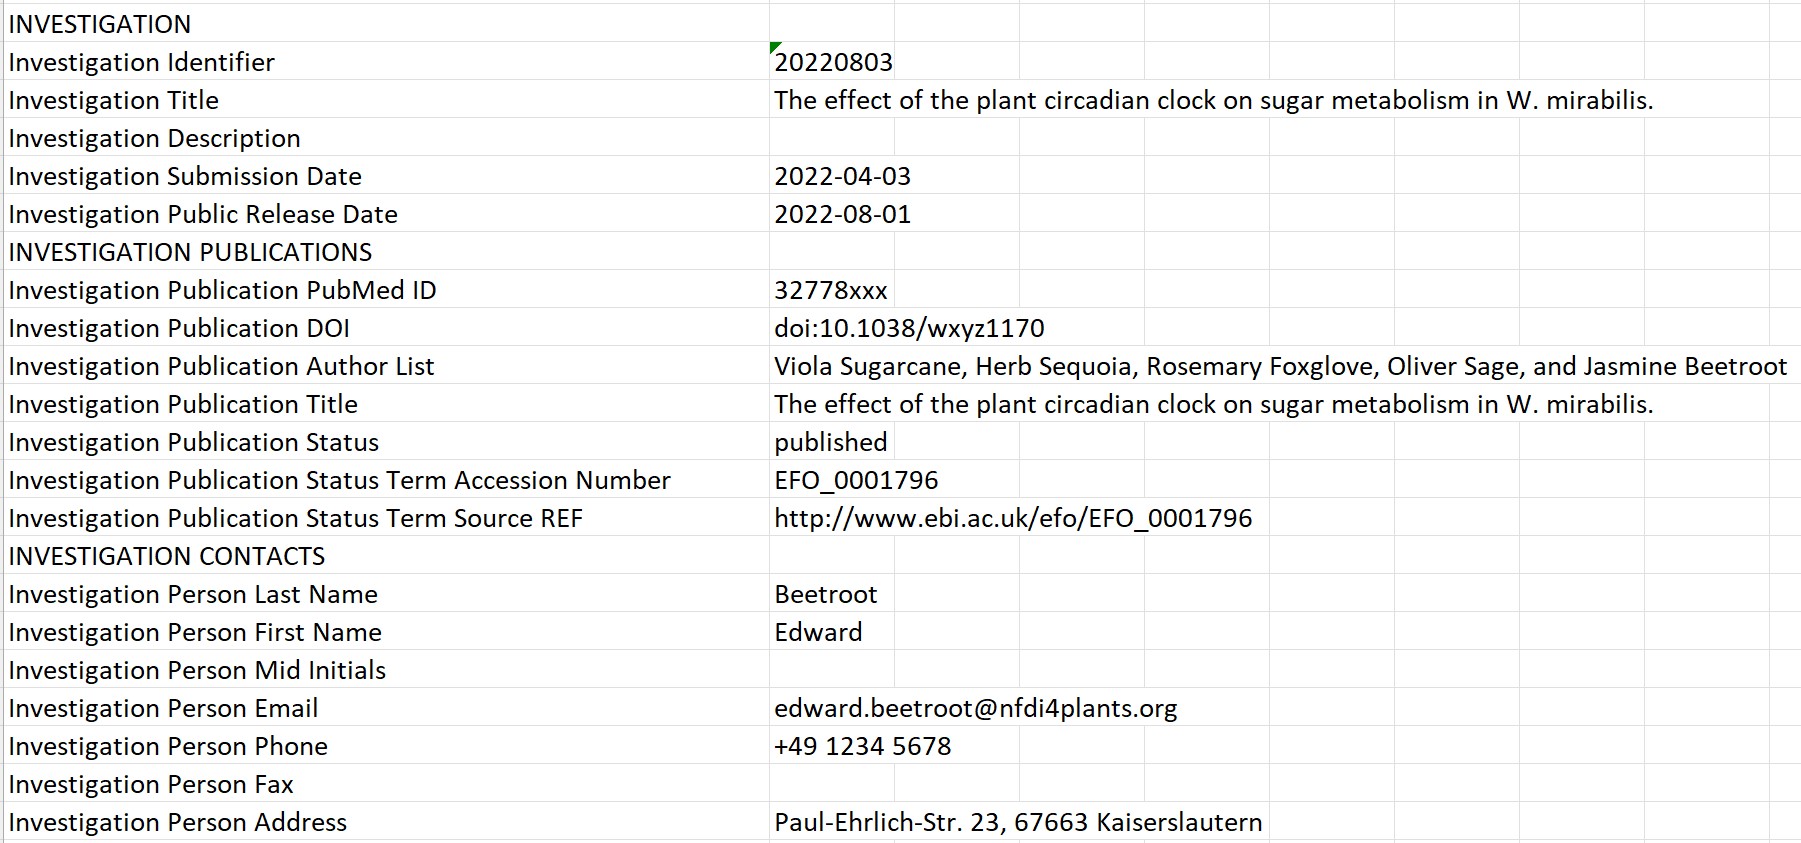 INVESTIGATION
Investigation Identifier 20220803
Investigation Title The effect of the plant circadian clock on sugar metabolism in W. mirabilis.
Investigation Description
Investigation Submission Date 2022-04-03
Investigation Public Release Date 2022-08-01
INVESTIGATION PUBLICATIONS
Investigation Publication PubMed ID 32778xxx
Investigation Publication DOI doi:10.1038/wxyz1170
Investigation Publication Author List Viola Sugarcane, Herb Sequoia, Rosemary Foxglove, Oliver Sage, and Jasmine Beetroot
Investigation Publication Title The effect of the plant circadian clock on sugar metabolism in W. mirabilis.
Investigation Publication Status published
Investigation Publication Status Term Accession Number EFO_0001796
Investigation Publication Status Term Source REF http://www.ebi.ac.uk/efo/EFO_0001796
INVESTIGATION CONTACTS
Investigation Person Last Name Beetroot
Investigation Person First Name Edward
Investigation Person Mid Initials
Investigation Person Email edward.beetroot@nfdi4plants.org
Investigation Person Phone +49 1234 5678
Investigation Person Fax
Investigation Person Address Paul-Ehrlich-Str. 23, 67663 Kaiserslautern